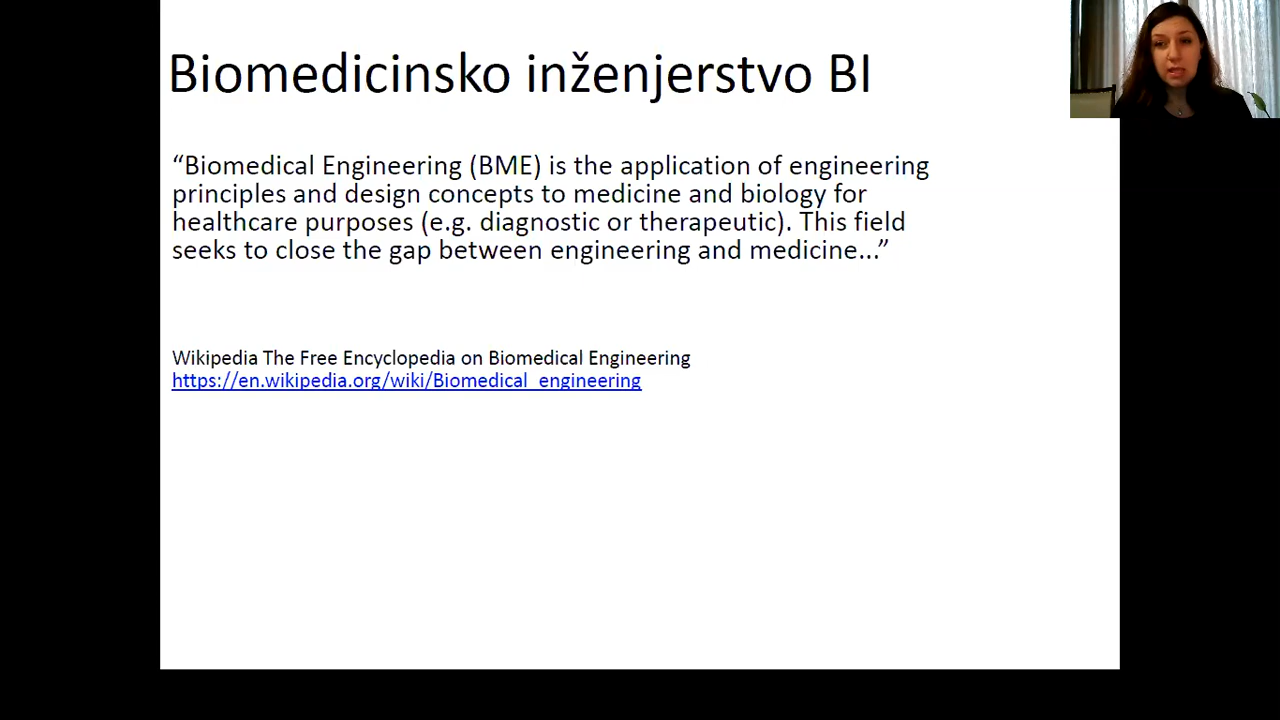 Biomedicinsko inženjerstvo BI
“Biomedical Engineering (BME) is the application of engineering
principles and design concepts to medicine and biology for
healthcare purposes (e.g. diagnostic or therapeutic). This field
seeks to close the gap between engineering and medicine...”
Wikipedia The Free Encyclopedia on Biomedical Engineering
https://en.wikipedia.org/wiki/Biomedical_engineering